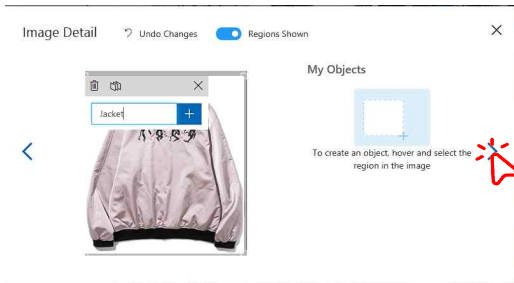 Image Detail
Undo Changes
Regions Shown
My Objects
Jacket
To create an object, hover and select the
region in the image